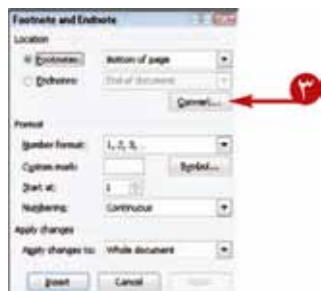 Footnote and Endnote
Location
Footnotes: Bottom of page
Endnotes: End of document
Convert...
۳
Format
Number format: 1, 2, 3, ...
Custom mark: Symbol...
Start at: 1
Numbering: Continuous
Apply changes
Apply changes to: Whole document
Insert Cancel Apply